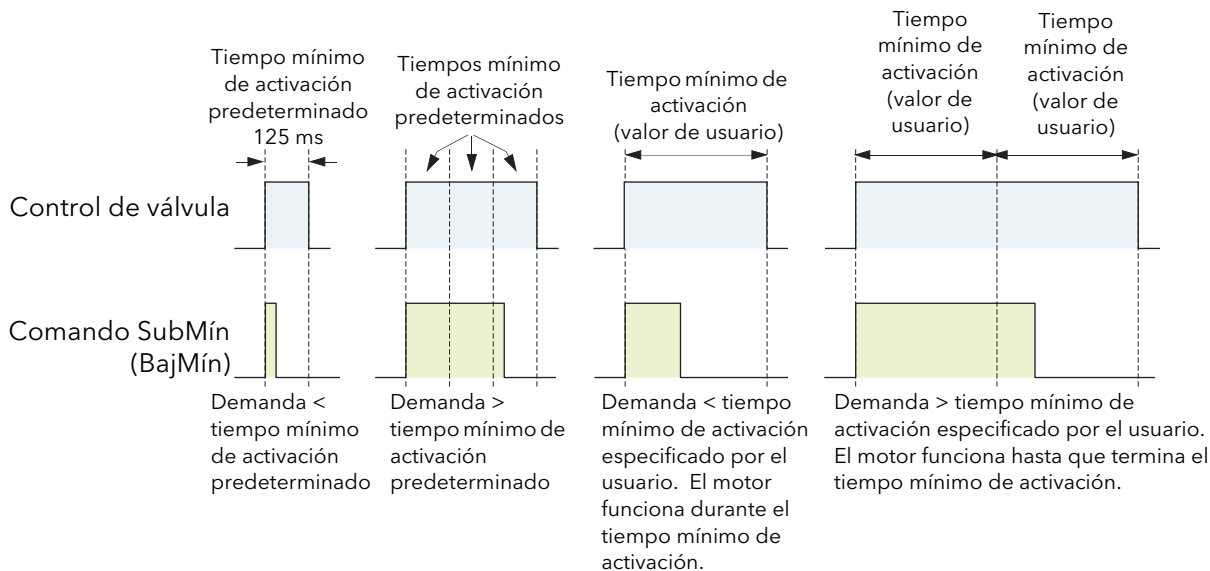 Tiempo mínimo
de activación
predeterminado
125 ms
Tiempos mínimo
de activación
predeterminados
Tiempo mínimo de
activación
(valor de usuario)
Tiempo
mínimo de
activación
(valor de
usuario)
Tiempo
mínimo de
activación
(valor de
usuario)
Control de válvula
Comando SubMín
(BajMín)
Demanda <
tiempo mínimo
de activación
predeterminado
Demanda >
tiempo mínimo de
activación
predeterminado
Demanda < tiempo
mínimo de activación
especificado por el
usuario. El motor
funciona durante el
tiempo mínimo de
activación.
Demanda > tiempo mínimo de
activación especificado por el usuario.
El motor funciona hasta que termina el
tiempo mínimo de activación.